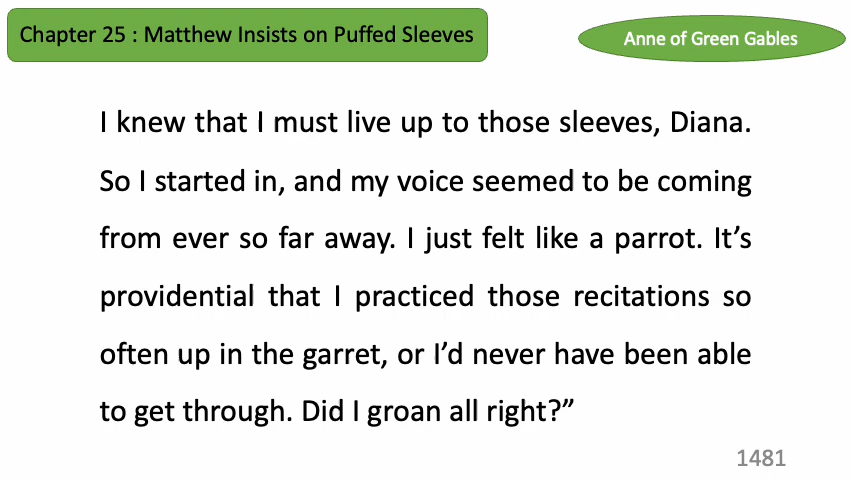 Chapter 25 : Matthew Insists on Puffed Sleeves
Anne of Green Gables
I knew that I must live up to those sleeves, Diana.
So I started in, and my voice seemed to be coming
from ever so far away. I just felt like a parrot. It’s
providential that I practiced those recitations so
often up in the garret, or I’d never have been able
to get through. Did I groan all right?”
1481